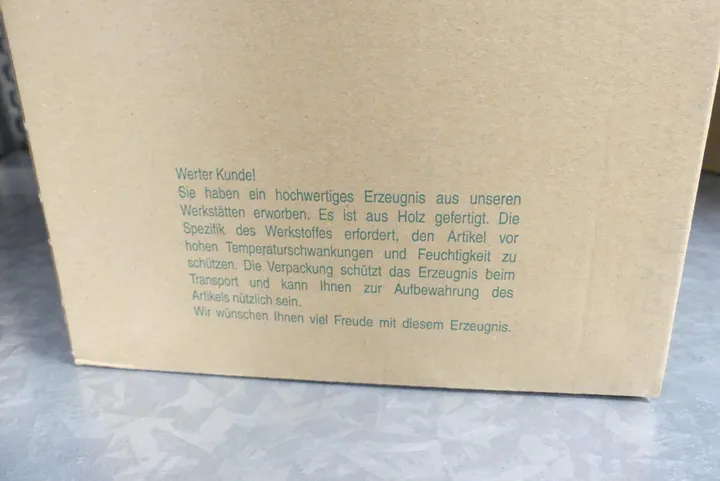 Werter Kunde!
Sie haben ein hochwertiges Erzeugnis aus unseren
Werkstätten erworben. Es ist aus Holz gefertigt. Die
Spezifik des Werkstoffes erfordert, den Artikel vor
hohen Temperaturschwankungen und Feuchtigkeit zu
schützen. Die Verpackung schützt das Erzeugnis beim
Transport und kann Ihnen zur Aufbewahrung des
Artikels nützlich sein.
Wir wünschen Ihnen viel Freude mit diesem Erzeugnis.